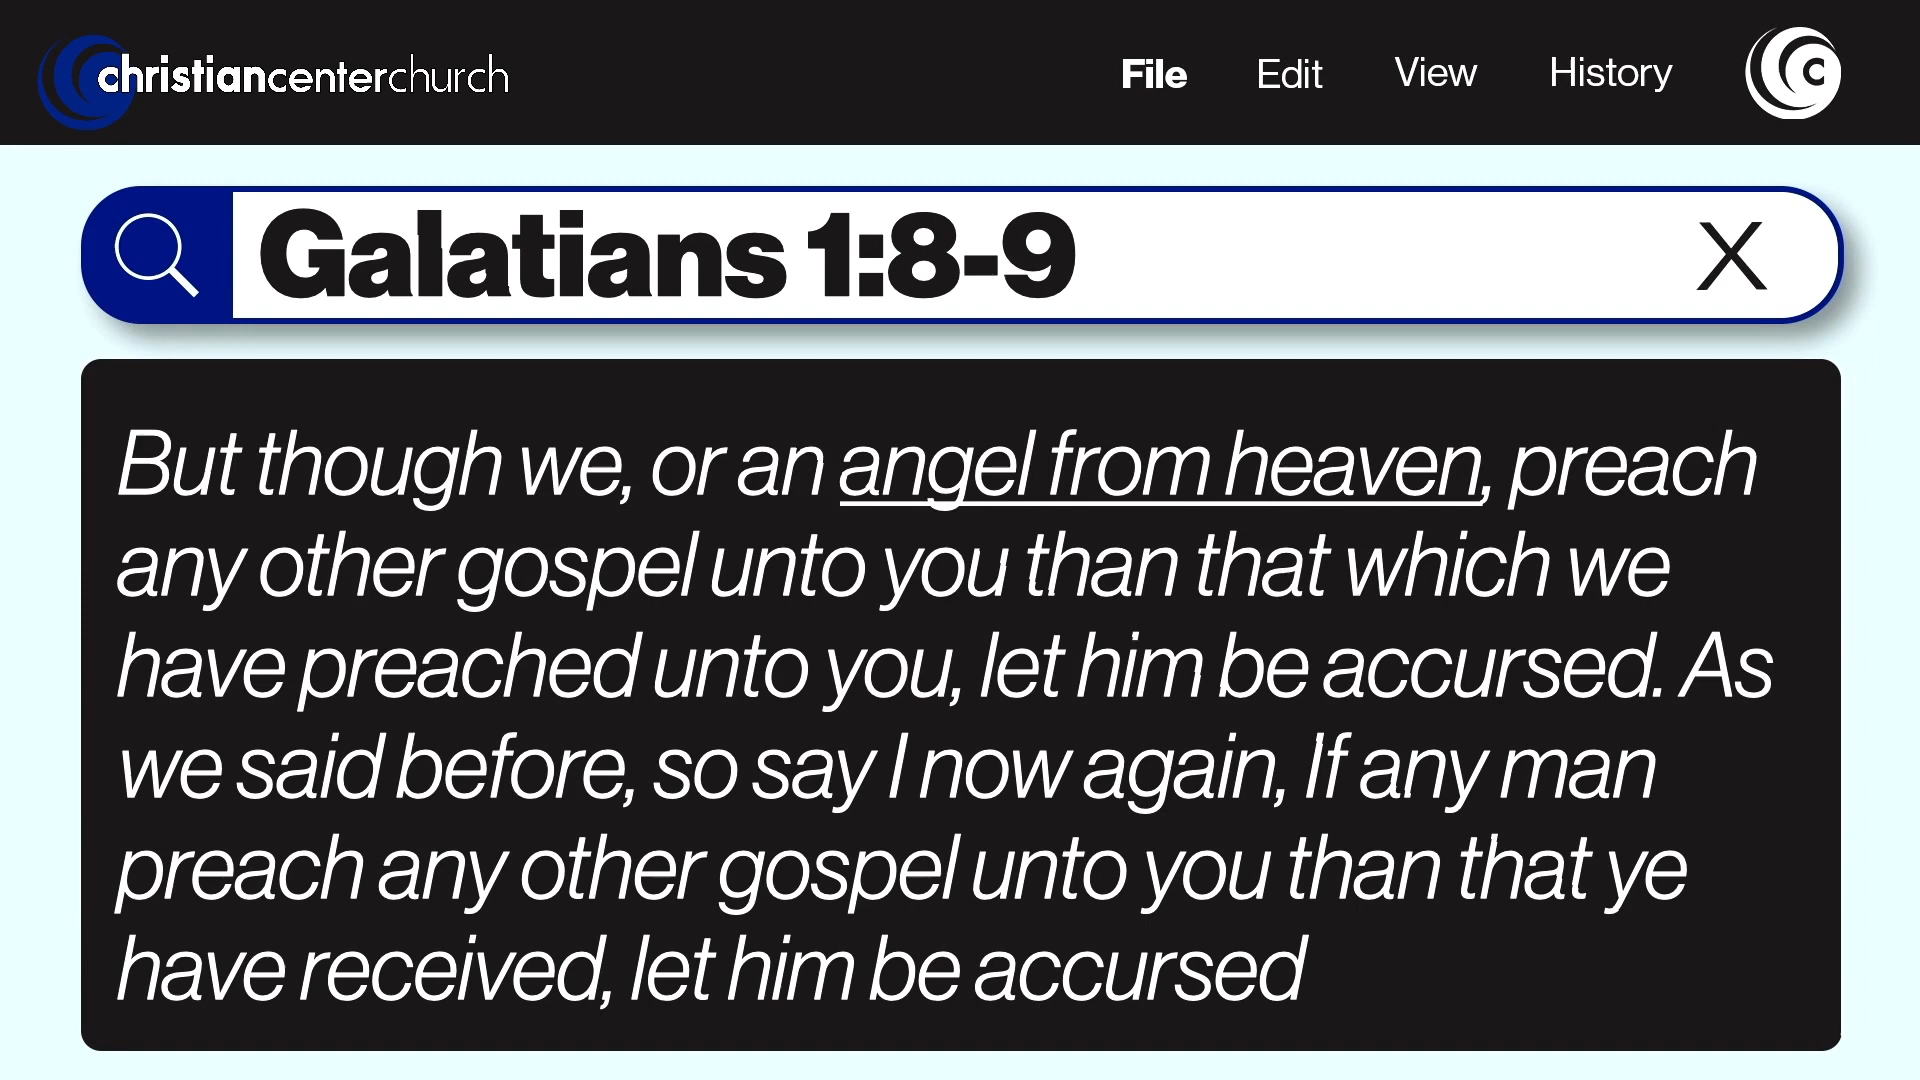 christiancenterchurch
File Edit View History
c
Galatians 1:8-9
X
But though we, or an angel from heaven, preach
any other gospel unto you than that which we
have preached unto you, let him be accursed. As
we said before, so say I now again, If any man
preach any other gospel unto you than that ye
have received, let him be accursed